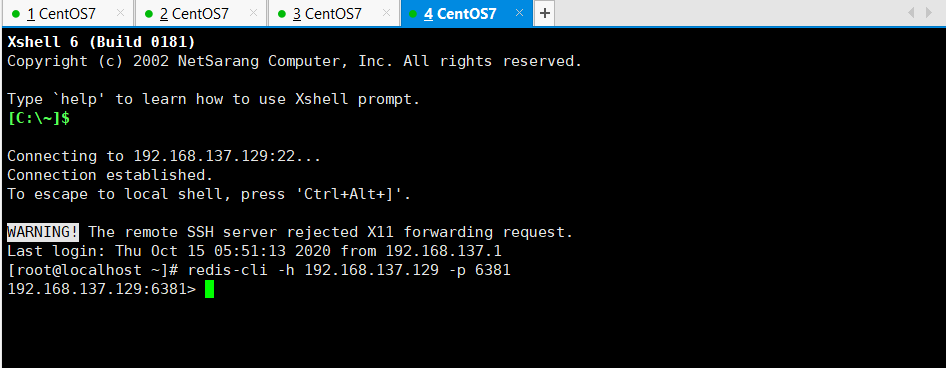 1 CentOS7 × 2 CentOS7 × 3 CentOS7 × 4 CentOS7 × +
Xshell 6 (Build 0181)
Copyright (c) 2002 NetSarang Computer, Inc. All rights reserved.
Type `help' to learn how to use Xshell prompt.
[C:\~]$
Connecting to 192.168.137.129:22...
Connection established.
To escape to local shell, press 'Ctrl+Alt+]'.
WARNING! The remote SSH server rejected X11 forwarding request.
Last login: Thu Oct 15 05:51:13 2020 from 192.168.137.1
[root@localhost ~]# redis-cli -h 192.168.137.129 -p 6381
192.168.137.129:6381>